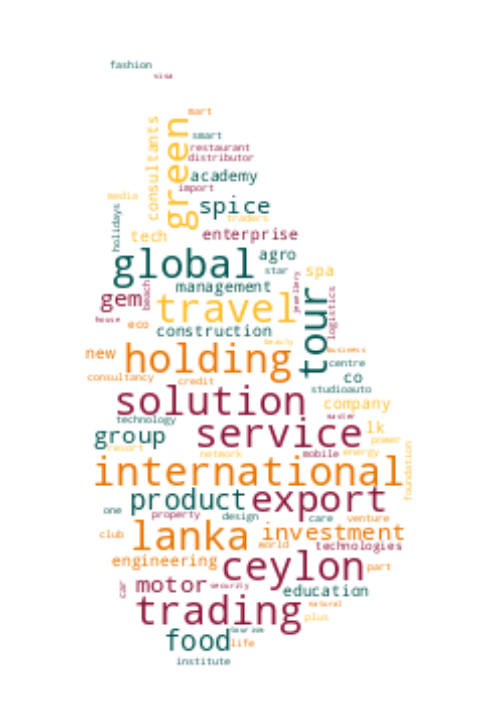 fashion
visa
mart
consultants
green
smart
restaurant
distributor
academy
import
media
spice
holidays
traders
tech
enterprise
global
agro
star
spa
management
beach
jewellery
gem
travel
tour
logistics
house
eco
construction
beauty
new
holding
business
centre
consultancy
credit
co
studioauto
solution
company
water
technology
service
lk
group
power
resort
network
mobile
energy
international
foundation
product
export
one
property
design
care
venture
club
lanka
investment
world
technologies
engineering
ceylon
part
car
motor
security
education
trading
natural
plus
food
tourism
life
institute